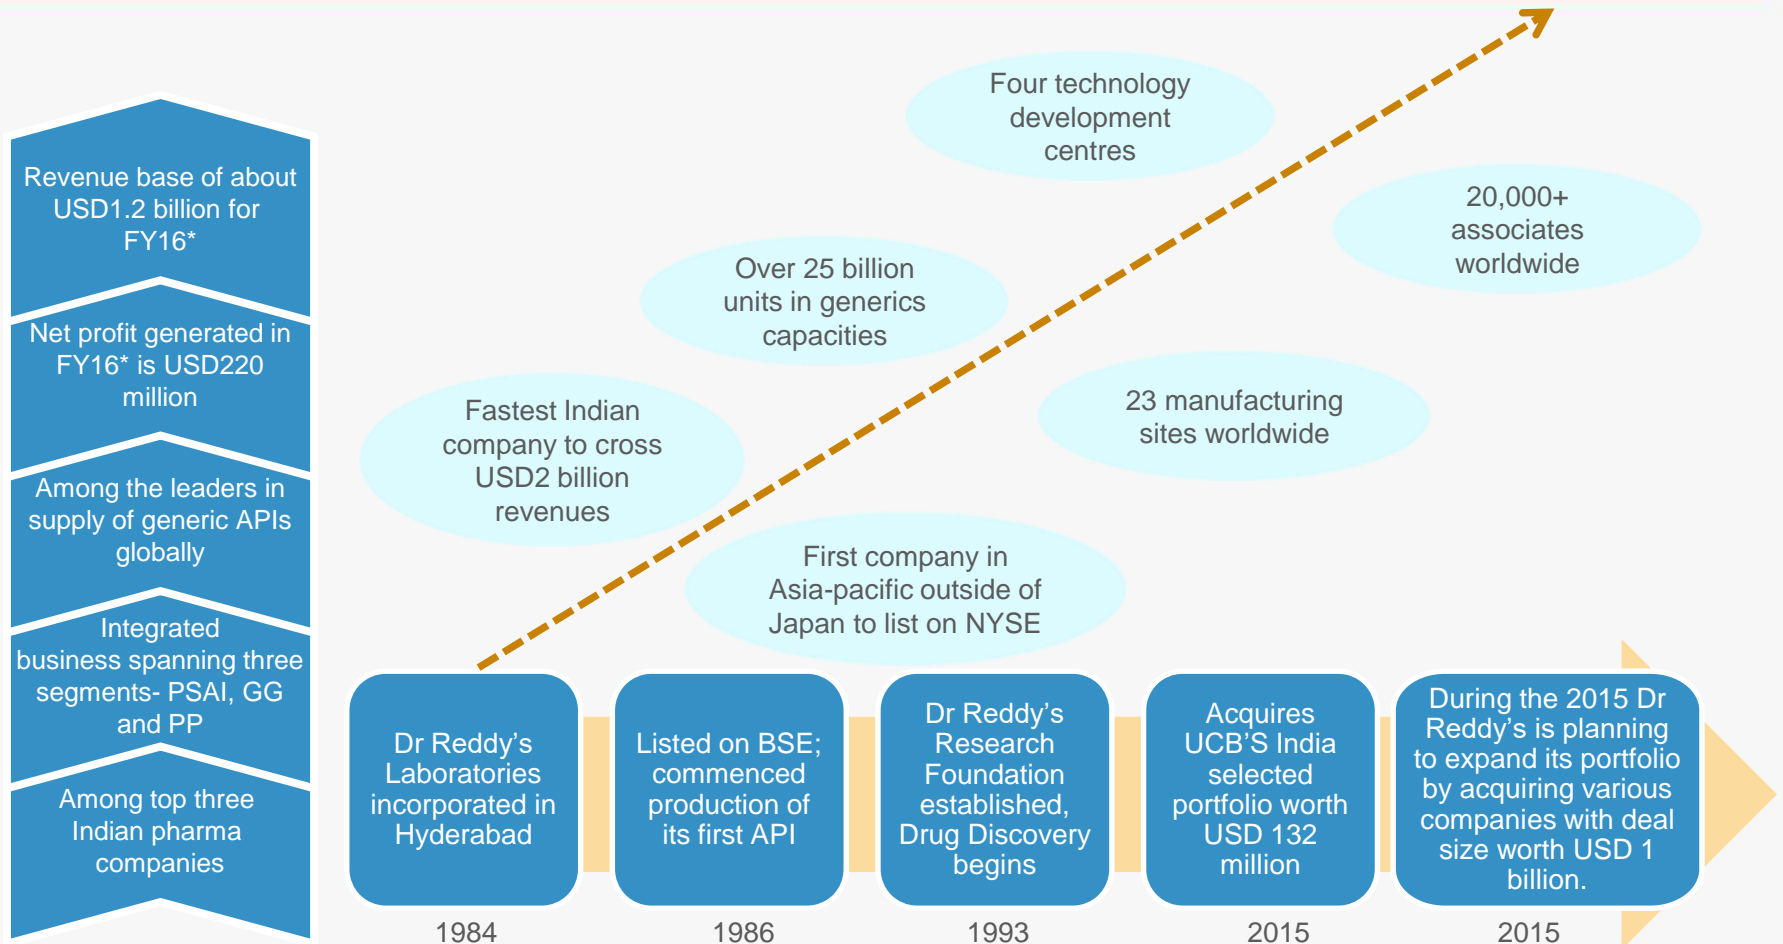 Revenue base of about
USD1.2 billion for
FY16*
Net profit generated in
FY16* is USD220
million
Among the leaders in
supply of generic APIs
globally
Integrated
business spanning three
segments- PSAI, GG
and PP
Among top three
Indian pharma
companies
Four technology
development
centres
20,000+
associates
worldwide
Over 25 billion
units in generics
capacities
23 manufacturing
sites worldwide
Fastest Indian
company to cross
USD2 billion
revenues
First company in
Asia-pacific outside of
Japan to list on NYSE
Dr Reddy’s
Laboratories
incorporated in
Hyderabad
1984
Listed on BSE;
commenced
production of
its first API
1986
Dr Reddy’s
Research
Foundation
established,
Drug Discovery
begins
1993
Acquires
UCB’S India
selected
portfolio worth
USD 132
million
2015
During the 2015 Dr
Reddy’s is planning
to expand its portfolio
by acquiring various
companies with deal
size worth USD 1
billion.
2015